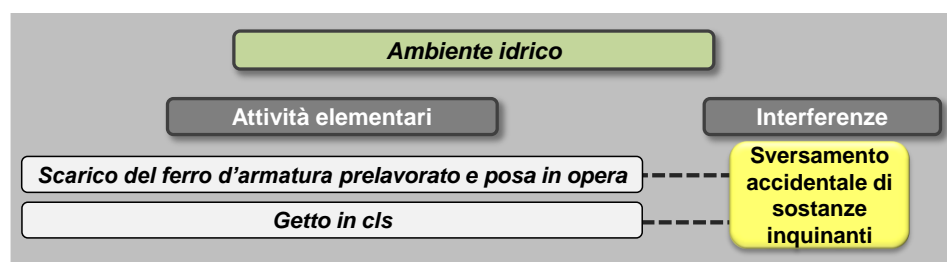 Ambiente idrico
Attività elementari
Interferenze
Scarico del ferro d'armatura prelavorato e posa in opera
Getto in cls
Sversamento
accidentale di
sostanze
inquinanti